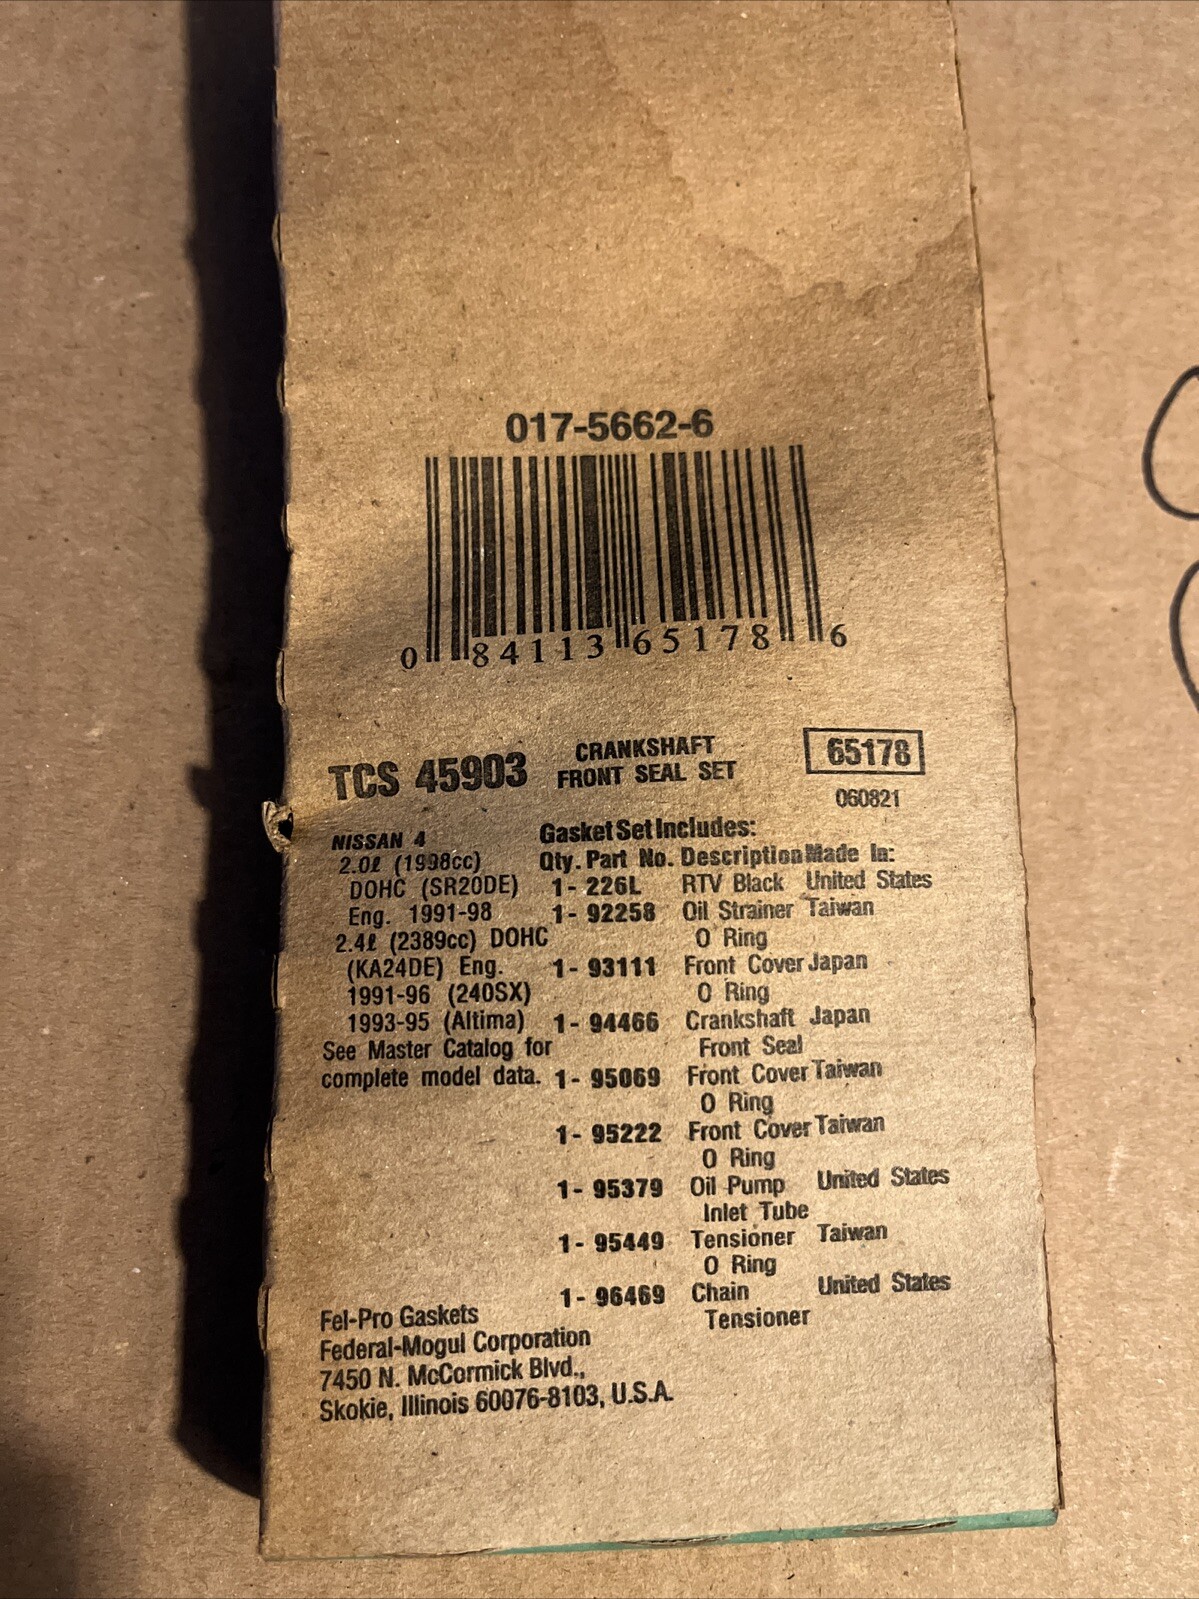 017-5662-6
0 84113 65178 6
TCS 45903 CRANKSHAFT FRONT SEAL SET 65178
060821
NISSAN 4
2.0ℓ (1998cc)
DOHC (SR20DE)
Eng. 1991-98
2.4ℓ (2389cc) DOHC
(KA24DE) Eng.
1991-96 (240SX)
1993-95 (Altima)
See Master Catalog for
complete model data.
Gasket Set Includes:
Qty. Part No. Description Made In:
1- 226L RTV Black United States
1- 92258 Oil Strainer Taiwan
O Ring
1- 93111 Front Cover Japan
O Ring
1- 94466 Crankshaft Japan
Front Seal
1- 95069 Front Cover Taiwan
O Ring
1- 95222 Front Cover Taiwan
O Ring
1- 95379 Oil Pump United States
Inlet Tube
1- 95449 Tensioner Taiwan
O Ring
1- 96469 Chain United States
Tensioner
Fel-Pro Gaskets
Federal-Mogul Corporation
7450 N. McCormick Blvd.,
Skokie, Illinois 60076-8103, U.S.A.